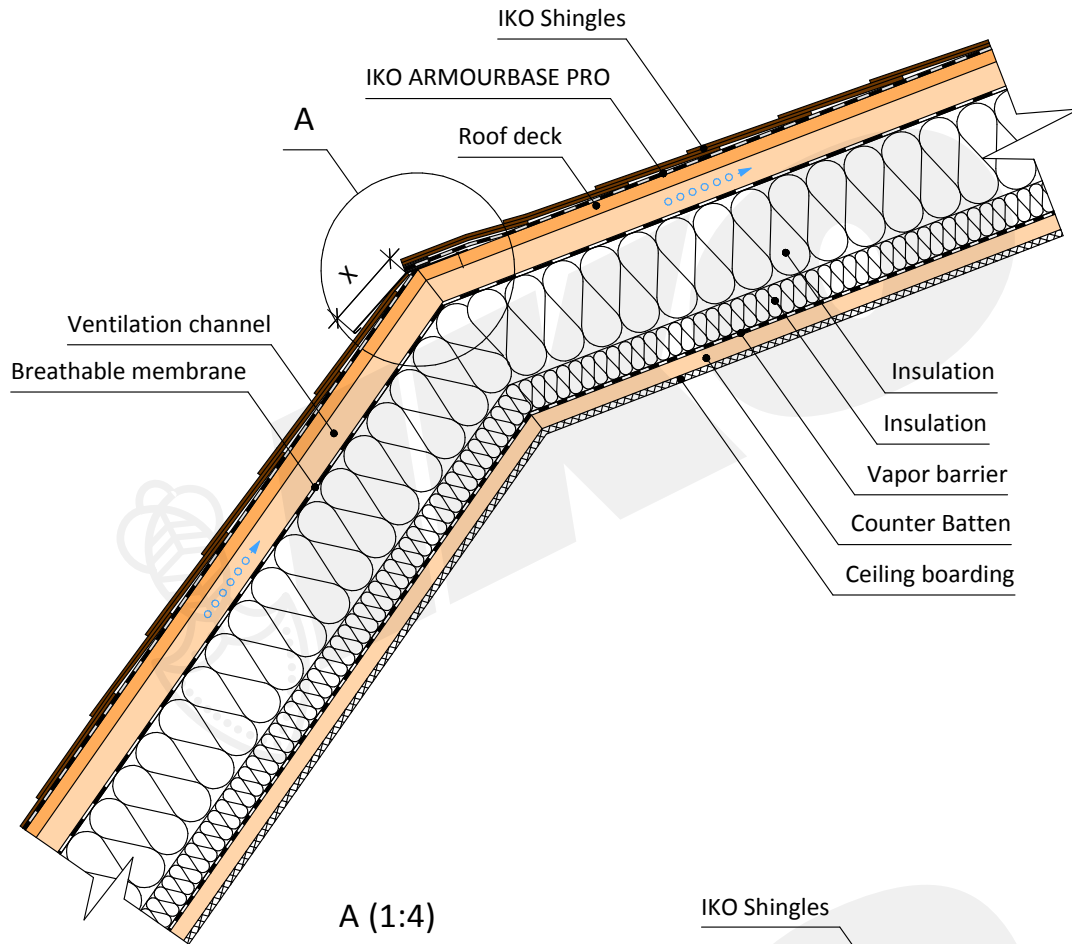 IKO Shingles
IKO ARMOURBASE PRO
A
Roof deck
X
Ventilation channel
Breathable membrane
Insulation
Insulation
Vapor barrier
Counter Batten
Ceiling boarding
A (1:4)
IKO Shingles
IKO